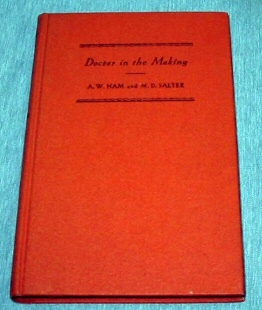 Doctor in the Making
A. W. HAM and M. D. SALTER